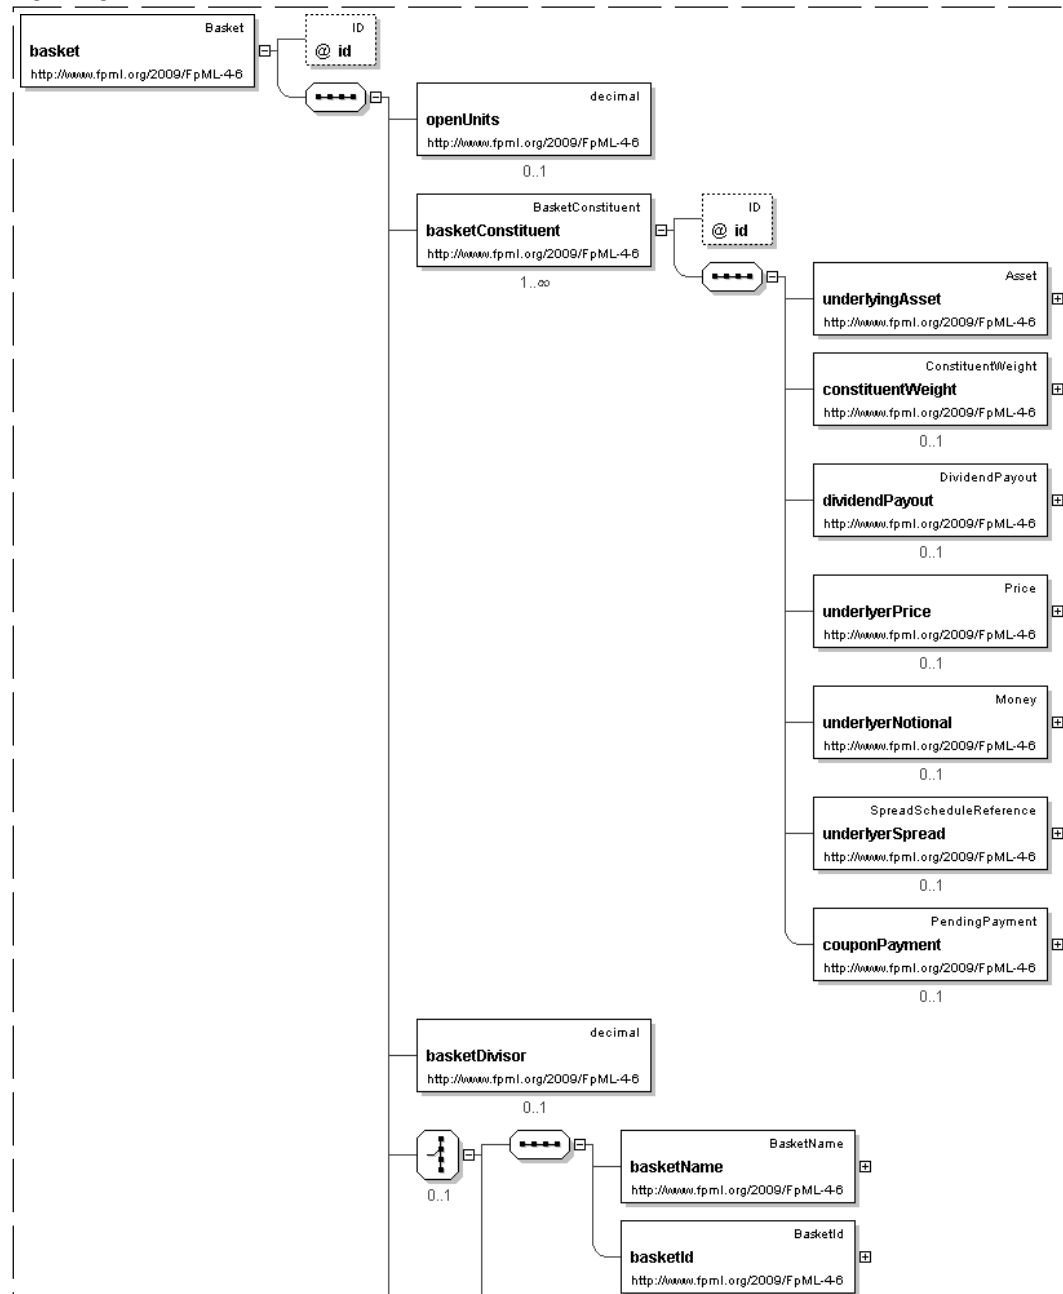 Basket
basket
http://www.fpml.org/2009/FpML-4-6
ID
@ id
decimal
openUnits
http://www.fpml.org/2009/FpML-4-6
0..1
BasketConstituent
basketConstituent
http://www.fpml.org/2009/FpML-4-6
1..∞
ID
@ id
Asset
underlyingAsset
http://www.fpml.org/2009/FpML-4-6
ConstituentWeight
constituentWeight
http://www.fpml.org/2009/FpML-4-6
0..1
DividendPayout
dividendPayout
http://www.fpml.org/2009/FpML-4-6
0..1
Price
underlyerPrice
http://www.fpml.org/2009/FpML-4-6
0..1
Money
underlyerNotional
http://www.fpml.org/2009/FpML-4-6
0..1
SpreadScheduleReference
underlyerSpread
http://www.fpml.org/2009/FpML-4-6
0..1
PendingPayment
couponPayment
http://www.fpml.org/2009/FpML-4-6
0..1
decimal
basketDivisor
http://www.fpml.org/2009/FpML-4-6
0..1
0..1
BasketName
basketName
http://www.fpml.org/2009/FpML-4-6
BasketId
basketId
http://www.fpml.org/2009/FpML-4-6